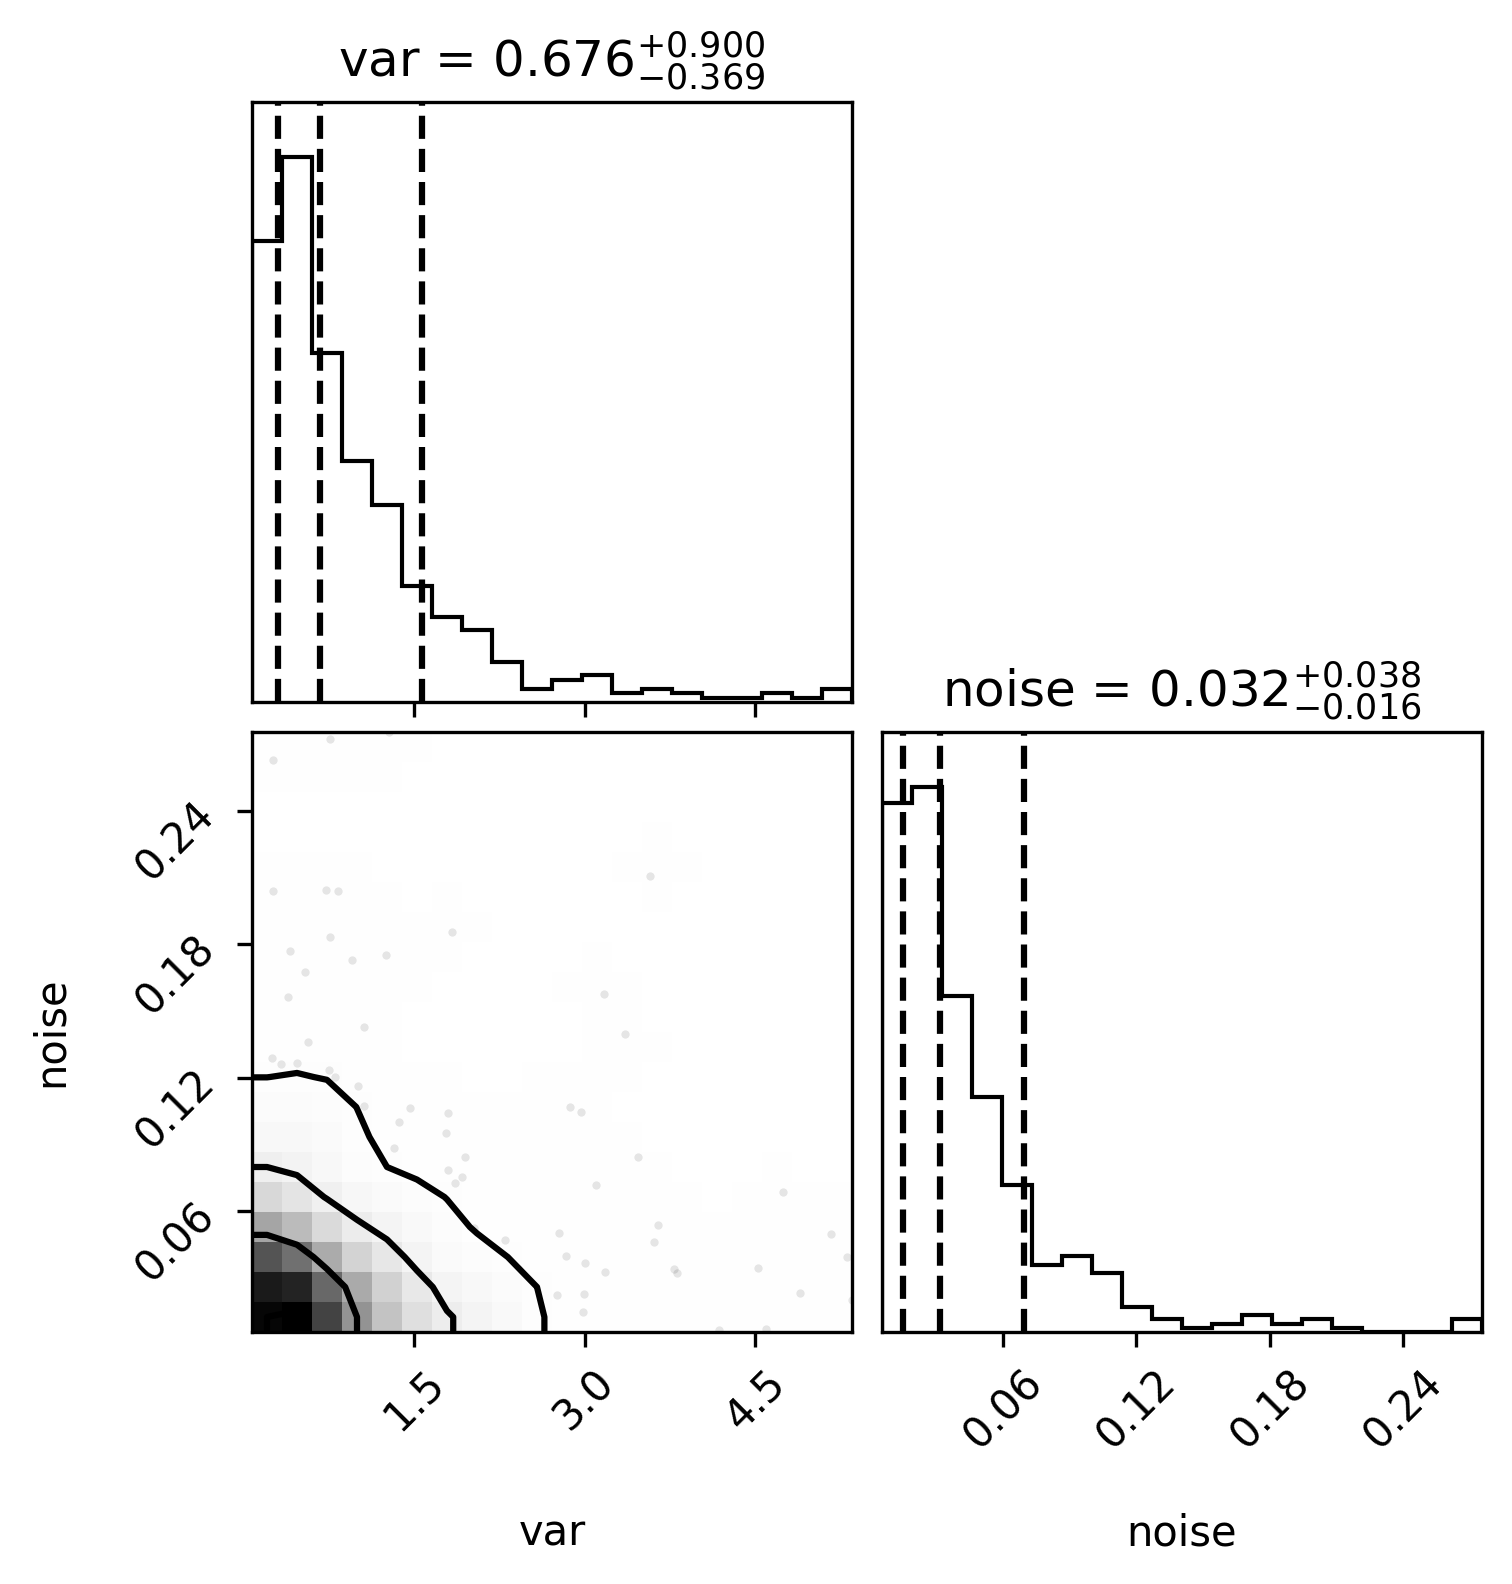 var = 0.676 +0.900 −0.369
noise = 0.032 +0.038 −0.016
0.24
0.18
0.12
0.06
noise
1.5 3.0 4.5
var
0.06 0.12 0.18 0.24
noise